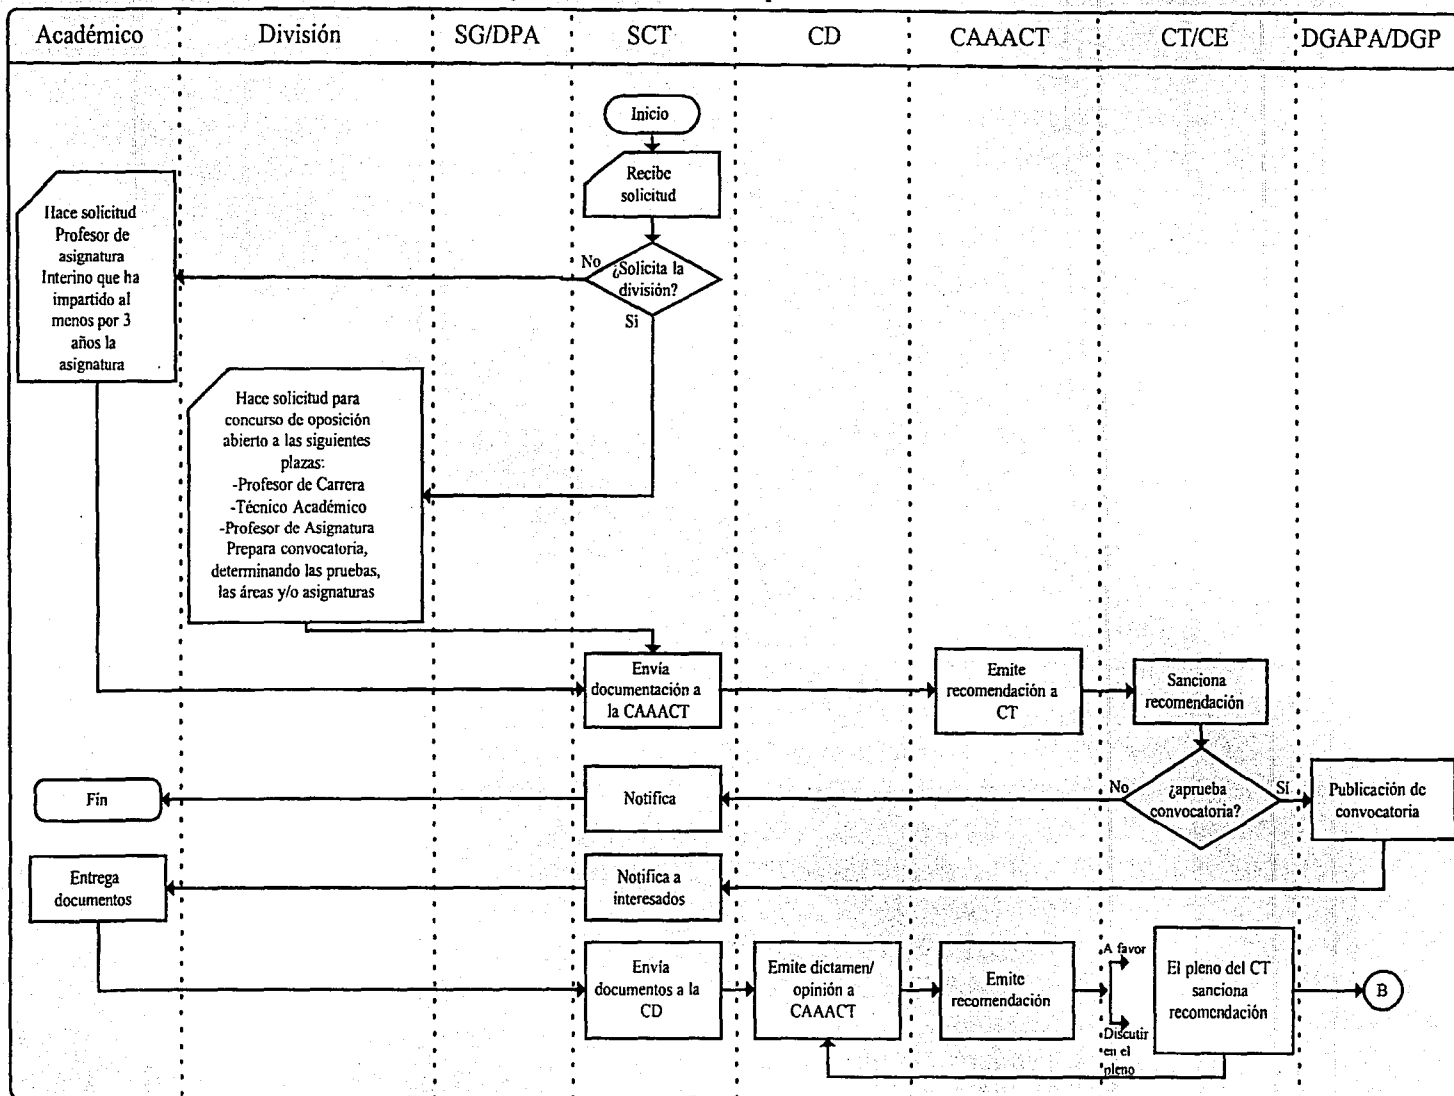 Académico
División
SG/DPA
SCT
CD
CAAACT
CT/CE
DGAPA/DGP
Inicio
Recibe
solicitud
¿Solicita la
división?
No
Si
Hace solicitud
Profesor de
asignatura
Interino que ha
impartido al
menos por 3
años la
asignatura
Hace solicitud para
concurso de oposición
abierto a las siguientes
plazas:
-Profesor de Carrera
-Técnico Académico
-Profesor de Asignatura
Prepara convocatoria,
determinando las pruebas,
las áreas y/o asignaturas
Envía
documentación a
la CAAACT
Emite
recomendación a
CT
Sanciona
recomendación
¿aprueba
convocatoria?
No
Sí
Publicación de
convocatoria
Notifica
Fin
Notifica a
interesados
Entrega
documentos
Envía
documentos a la
CD
Emite dictamen/
opinión a
CAAACT
Emite
recomendación
A favor
Discutir
en el
pleno
El pleno del CT
sanciona
recomendación
B